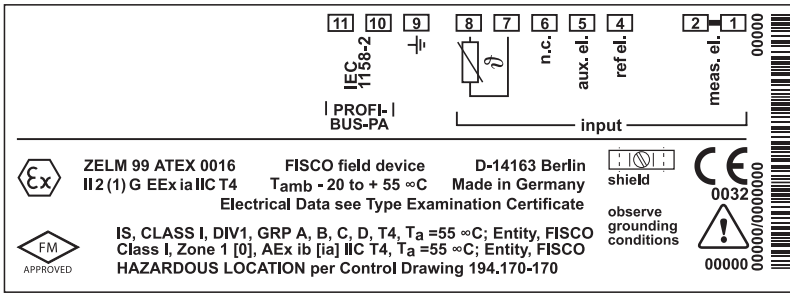 11 10 9 8 7 6 5 4 2 1
IEC
1158-2
ϑ
n.c.
aux. el.
ref el.
meas. el.
00000
PROFI-
BUS-PA
input
Ex
ZELM 99 ATEX 0016
II 2 (1) G EEx ia IIC T4
FISCO field device
Tamb - 20 to + 55 ∞C
D-14163 Berlin
Made in Germany
Electrical Data see Type Examination Certificate
shield
CE
0032
FM
APPROVED
IS, CLASS I, DIV1, GRP A, B, C, D, T4, Ta =55 ∞C; Entity, FISCO
Class I, Zone 1 [0], AEx ib [ia] IIC T4, Ta =55 ∞C; Entity, FISCO
HAZARDOUS LOCATION per Control Drawing 194.170-170
observe
grounding
conditions
!
00000
00000/00000000